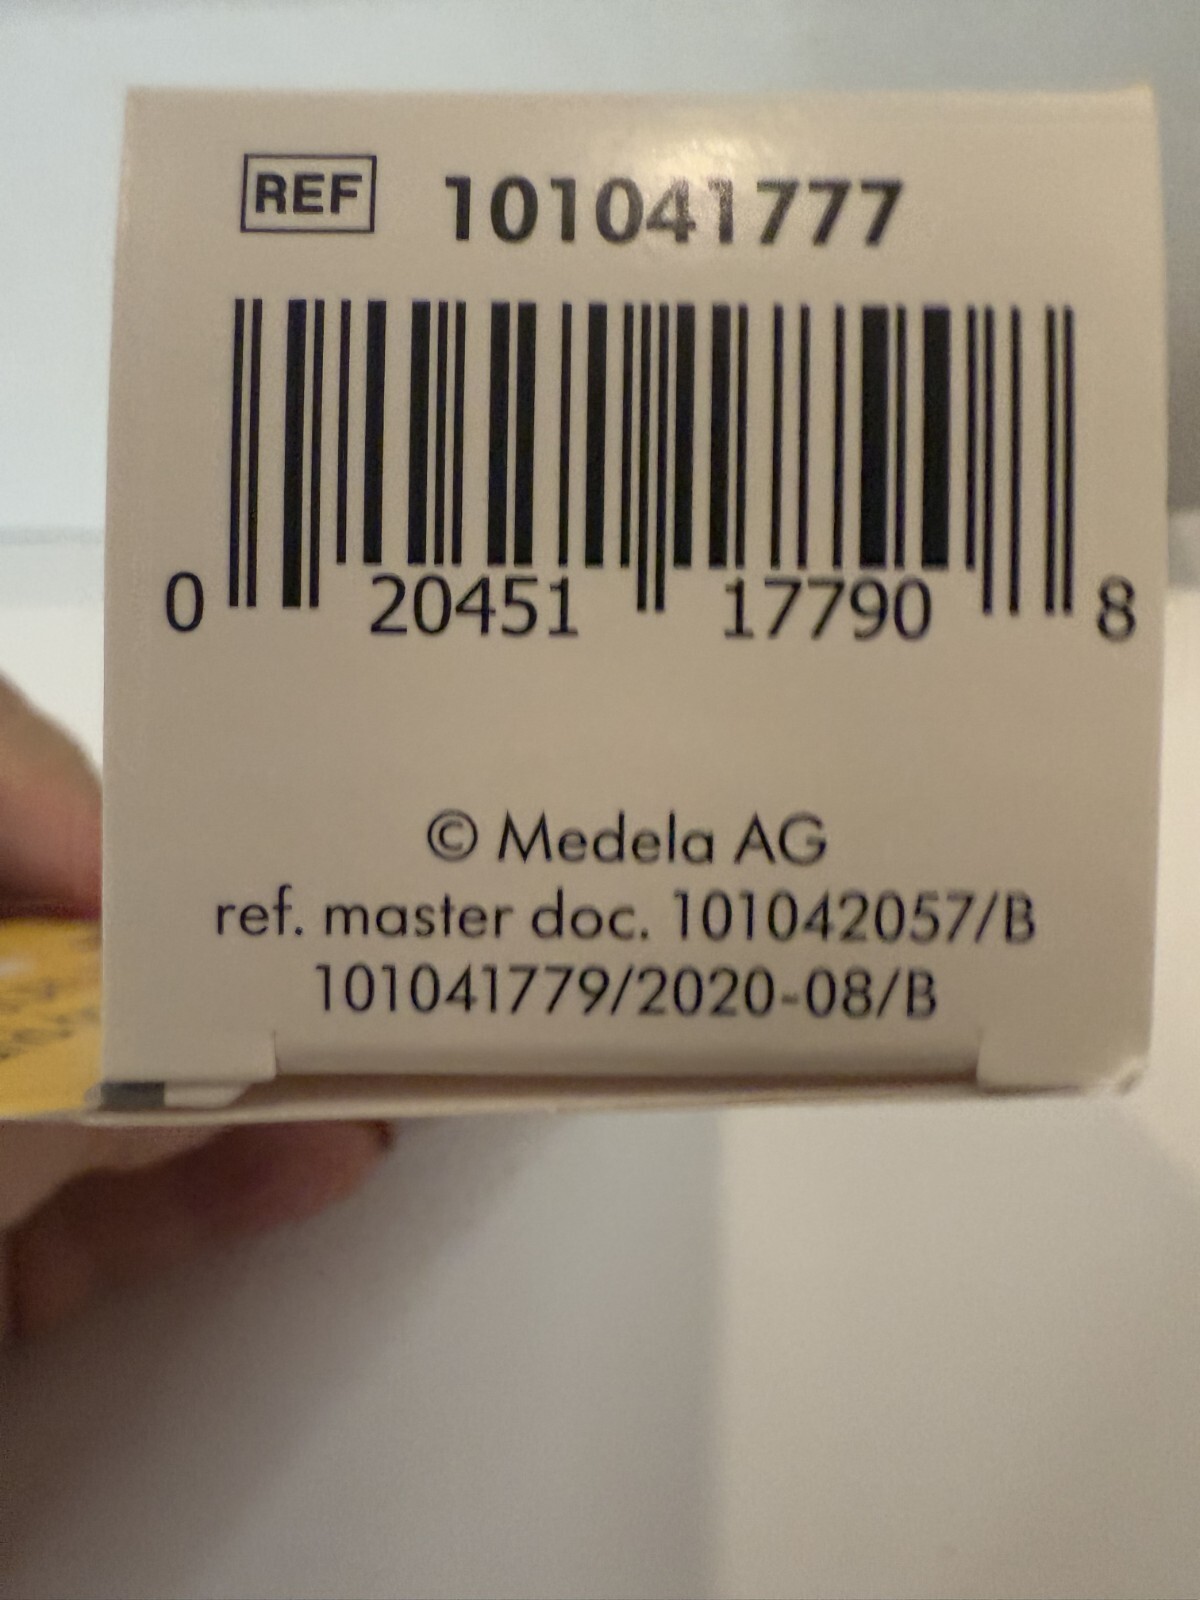 REF 101041777
0 20451 17790 8
© Medela AG
ref. master doc. 101042057/B
101041779/2020-08/B